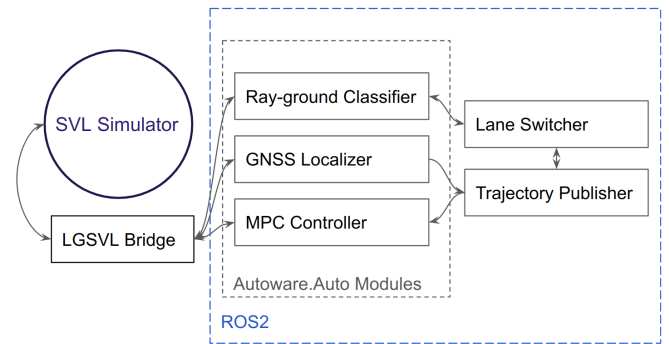 SVL Simulator
LGSVL Bridge
Ray-ground Classifier
GNSS Localizer
MPC Controller
Autoware.Auto Modules
Lane Switcher
Trajectory Publisher
ROS2